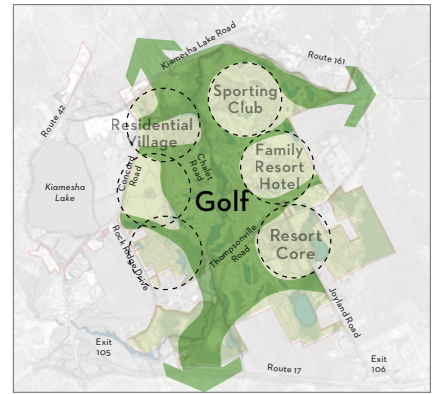 Kiamesha Lake Road
Route 161
Sporting
Club
Route 42
Residential
Village
Family
Resort
Hotel
Chalet
Road
Concord
Road
Kiamesha
Lake
Golf
Resort
Core
Thompsonville
Road
Rock Ridge Drive
Joyland Road
Exit
105
Route 17
Exit
106